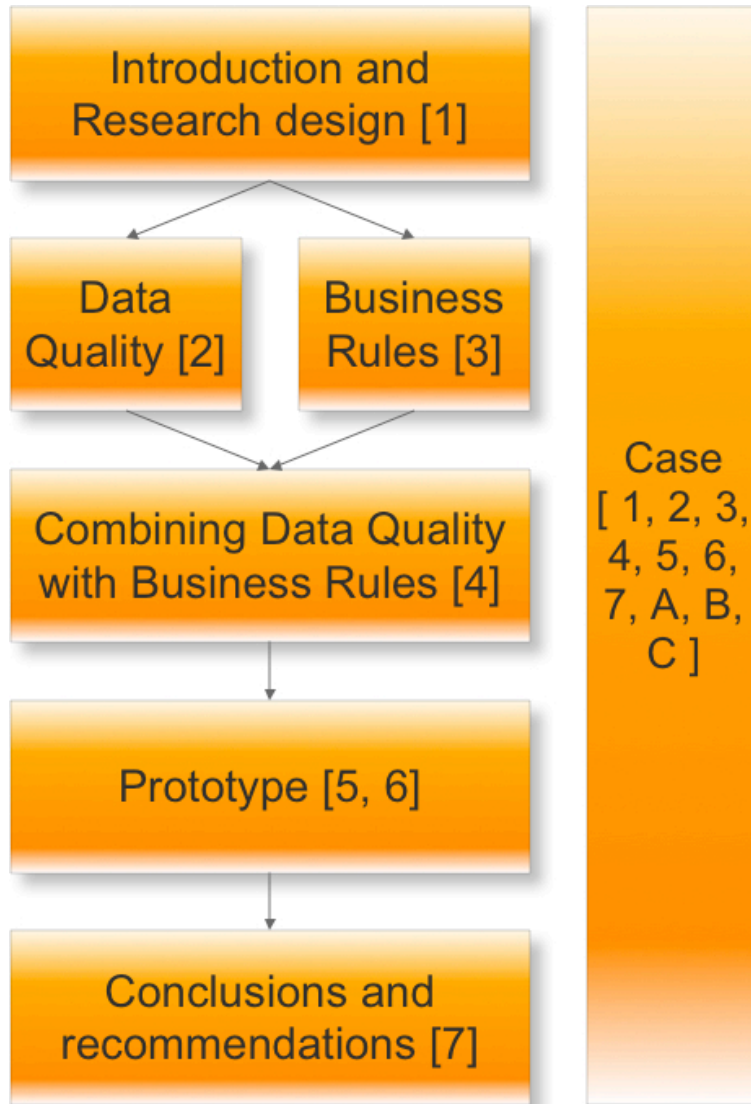 Introduction and
Research design [1]
Data
Quality [2]
Business
Rules [3]
Combining Data Quality
with Business Rules [4]
Prototype [5, 6]
Conclusions and
recommendations [7]
Case
[ 1, 2, 3,
4, 5, 6,
7, A, B,
C ]